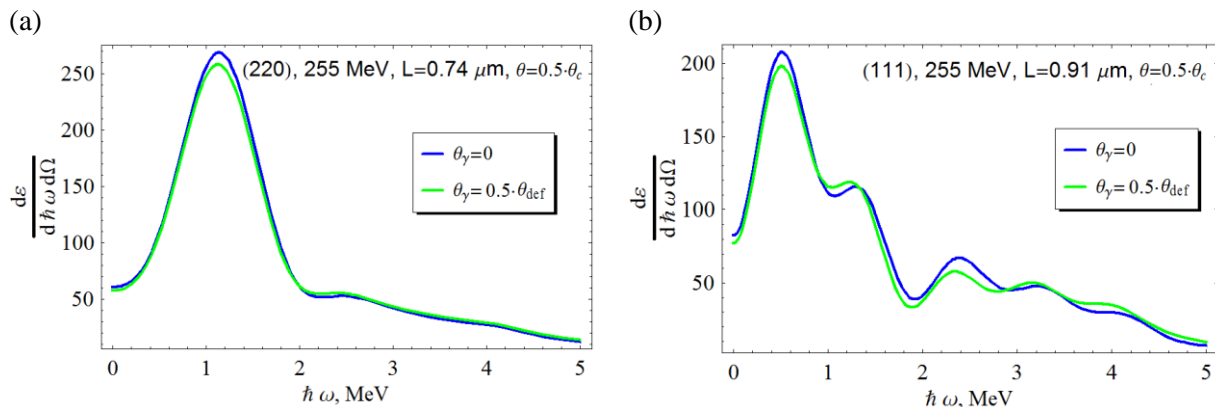 (a)
(220), 255 MeV, L=0.74 μm, θ=0.5·θc
θγ=0
θγ=0.5·θdef
dε
dħω dΩ
250
200
150
100
50
0 1 2 3 4 5
ħ ω, MeV
(b)
(111), 255 MeV, L=0.91 μm, θ=0.5·θc
θγ=0
θγ=0.5·θdef
dε
dħω dΩ
200
150
100
50
0 1 2 3 4 5
ħ ω, MeV